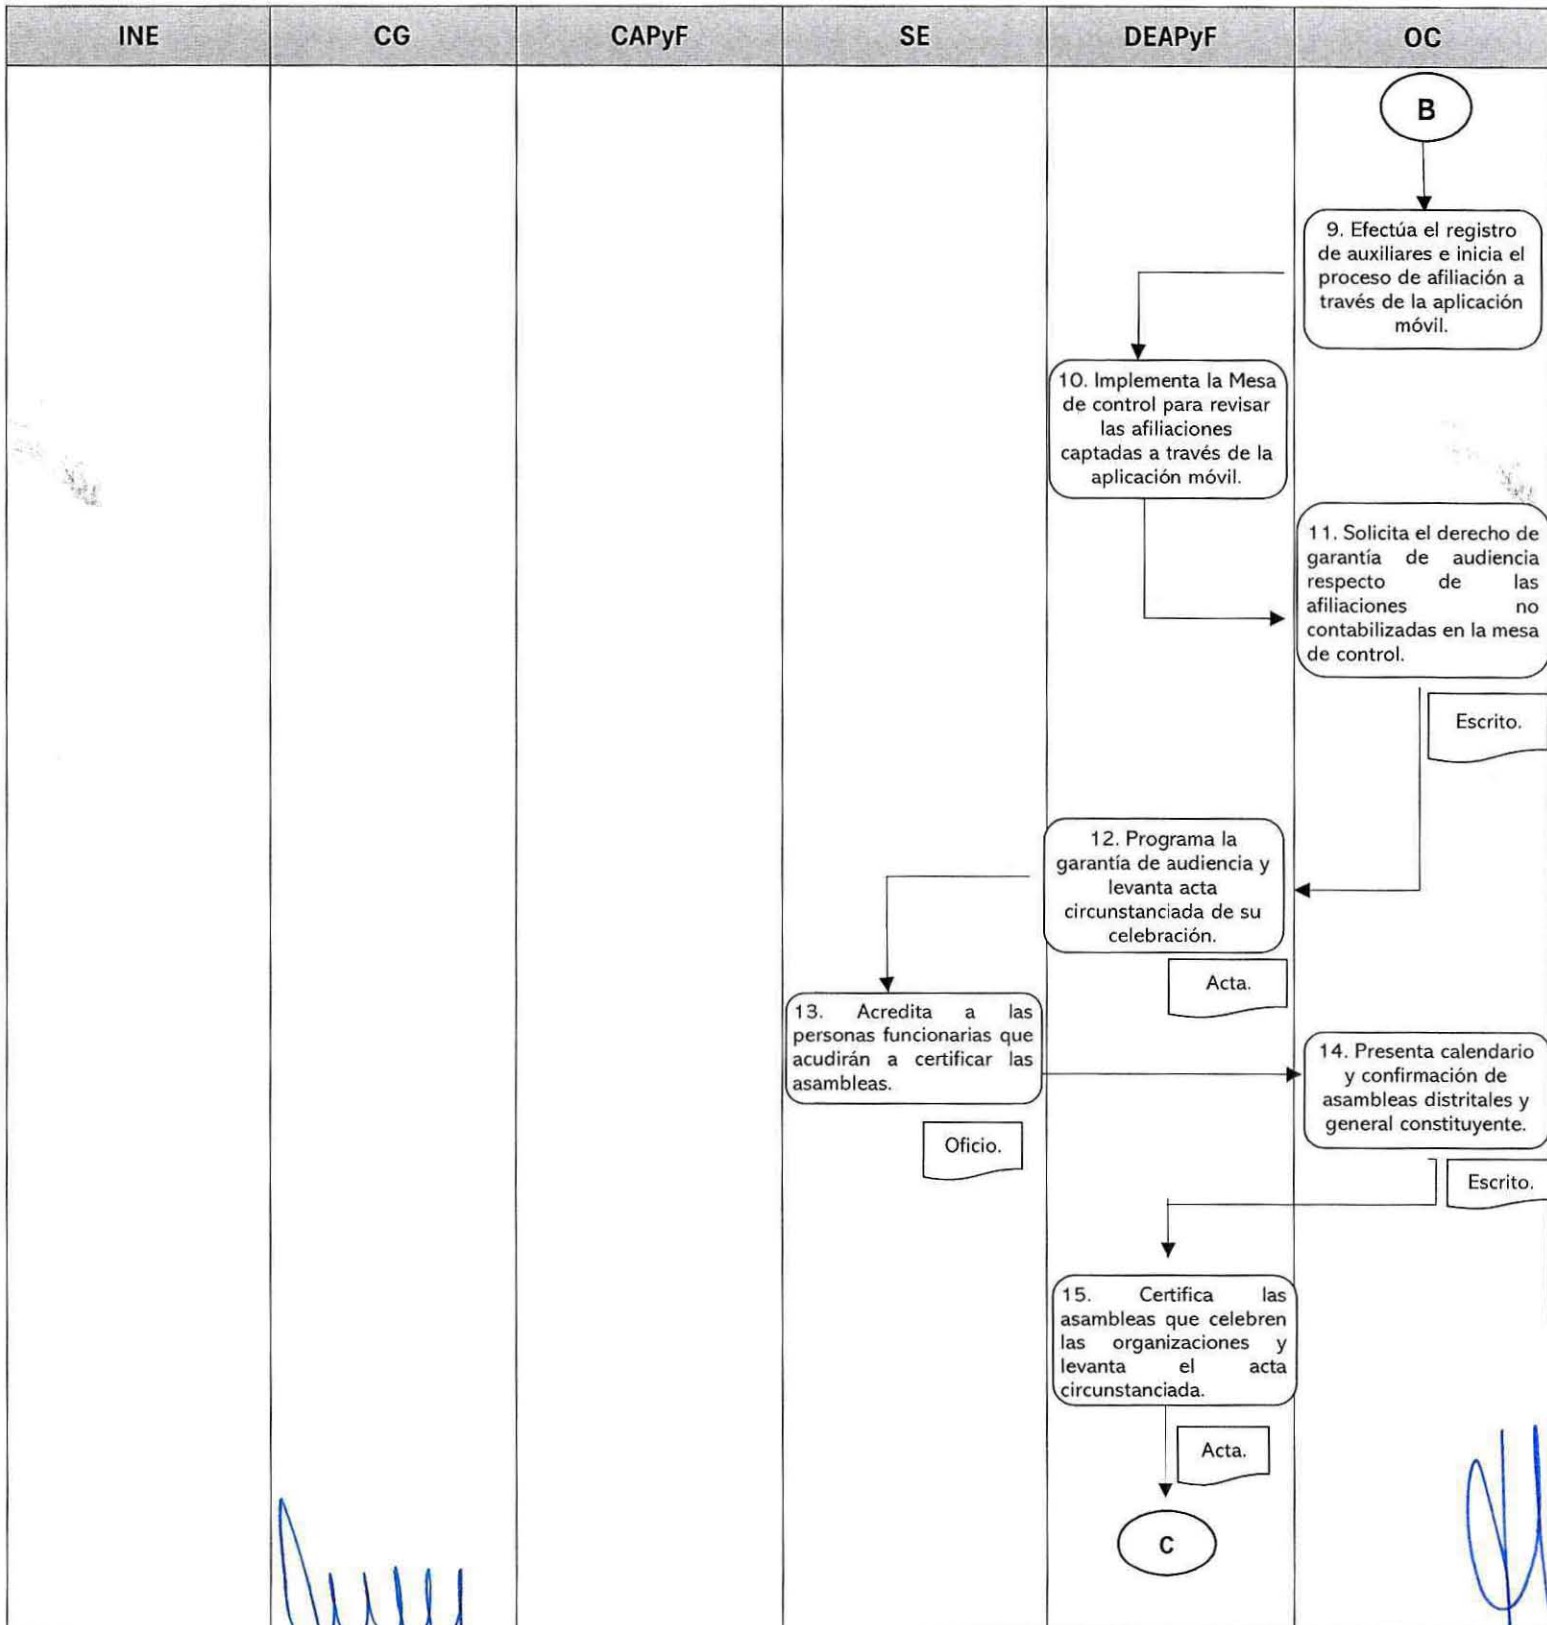 INE CG CAPyF SE DEAPyF OC
B
9. Efectúa el registro
de auxiliares e inicia el
proceso de afiliación a
través de la aplicación
móvil.
10. Implementa la Mesa
de control para revisar
las afiliaciones
captadas a través de la
aplicación móvil.
11. Solicita el derecho de
garantía de audiencia
respecto de las
afiliaciones no
contabilizadas en la mesa
de control.
Escrito.
12. Programa la
garantía de audiencia y
levanta acta
circunstanciada de su
celebración.
Acta.
13. Acredita a las
personas funcionarias que
acudirán a certificar las
asambleas.
Oficio.
14. Presenta calendario
y confirmación de
asambleas distritales y
general constituyente.
Escrito.
15. Certifica las
asambleas que celebren
las organizaciones y
levanta el acta
circunstanciada.
Acta.
C